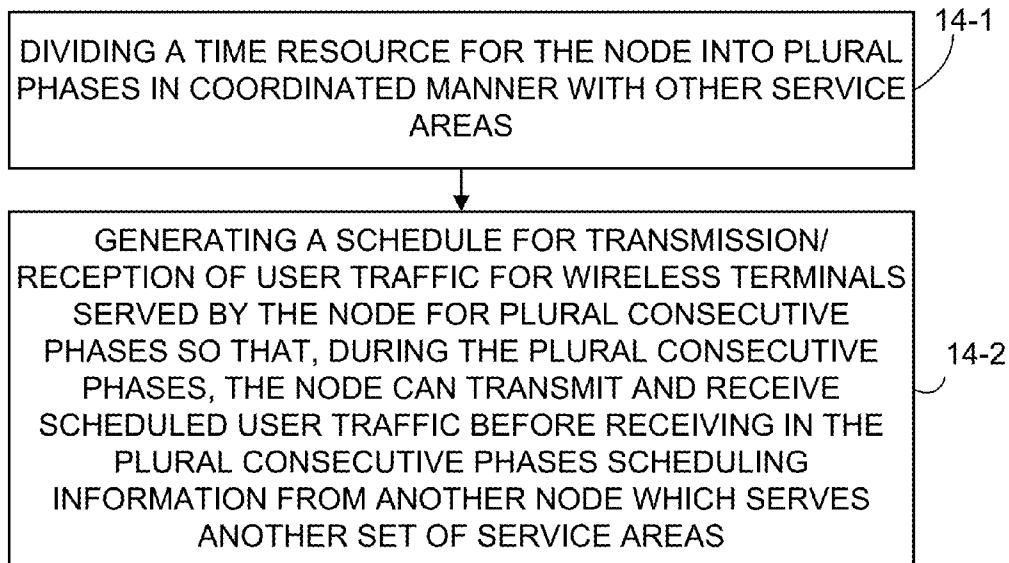 14-1
DIVIDING A TIME RESOURCE FOR THE NODE INTO PLURAL
PHASES IN COORDINATED MANNER WITH OTHER SERVICE
AREAS
GENERATING A SCHEDULE FOR TRANSMISSION/
RECEPTION OF USER TRAFFIC FOR WIRELESS TERMINALS
SERVED BY THE NODE FOR PLURAL CONSECUTIVE
PHASES SO THAT, DURING THE PLURAL CONSECUTIVE
PHASES, THE NODE CAN TRANSMIT AND RECEIVE
SCHEDULED USER TRAFFIC BEFORE RECEIVING IN THE
PLURAL CONSECUTIVE PHASES SCHEDULING
INFORMATION FROM ANOTHER NODE WHICH SERVES
ANOTHER SET OF SERVICE AREAS
14-2